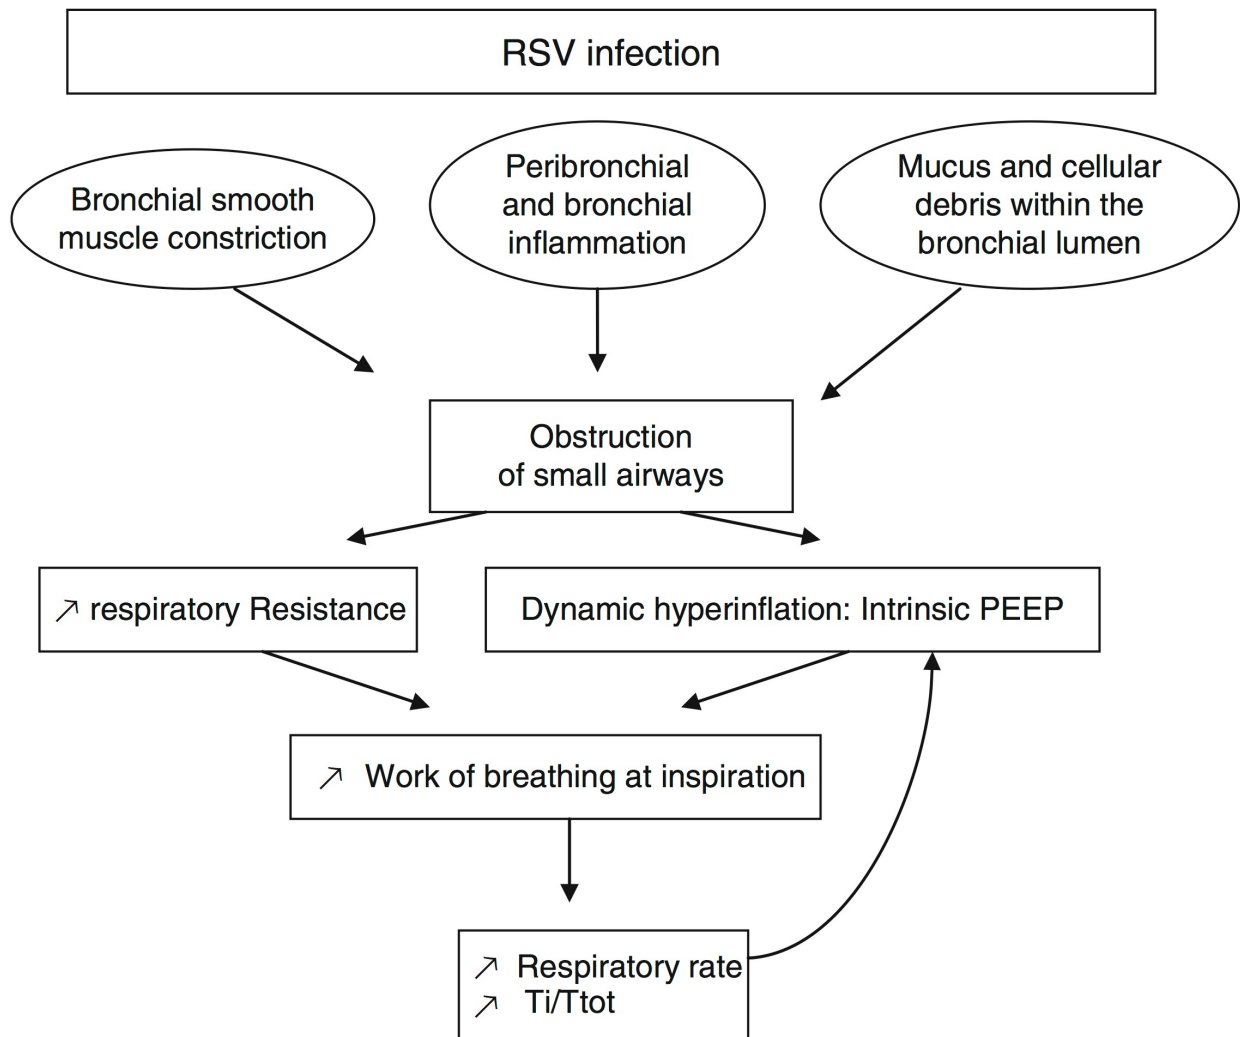 RSV infection
Bronchial smooth
muscle constriction
Peribronchial
and bronchial
inflammation
Mucus and cellular
debris within the
bronchial lumen
Obstruction
of small airways
↗ respiratory Resistance
Dynamic hyperinflation: Intrinsic PEEP
↗ Work of breathing at inspiration
↗ Respiratory rate
↗ Ti/Ttot